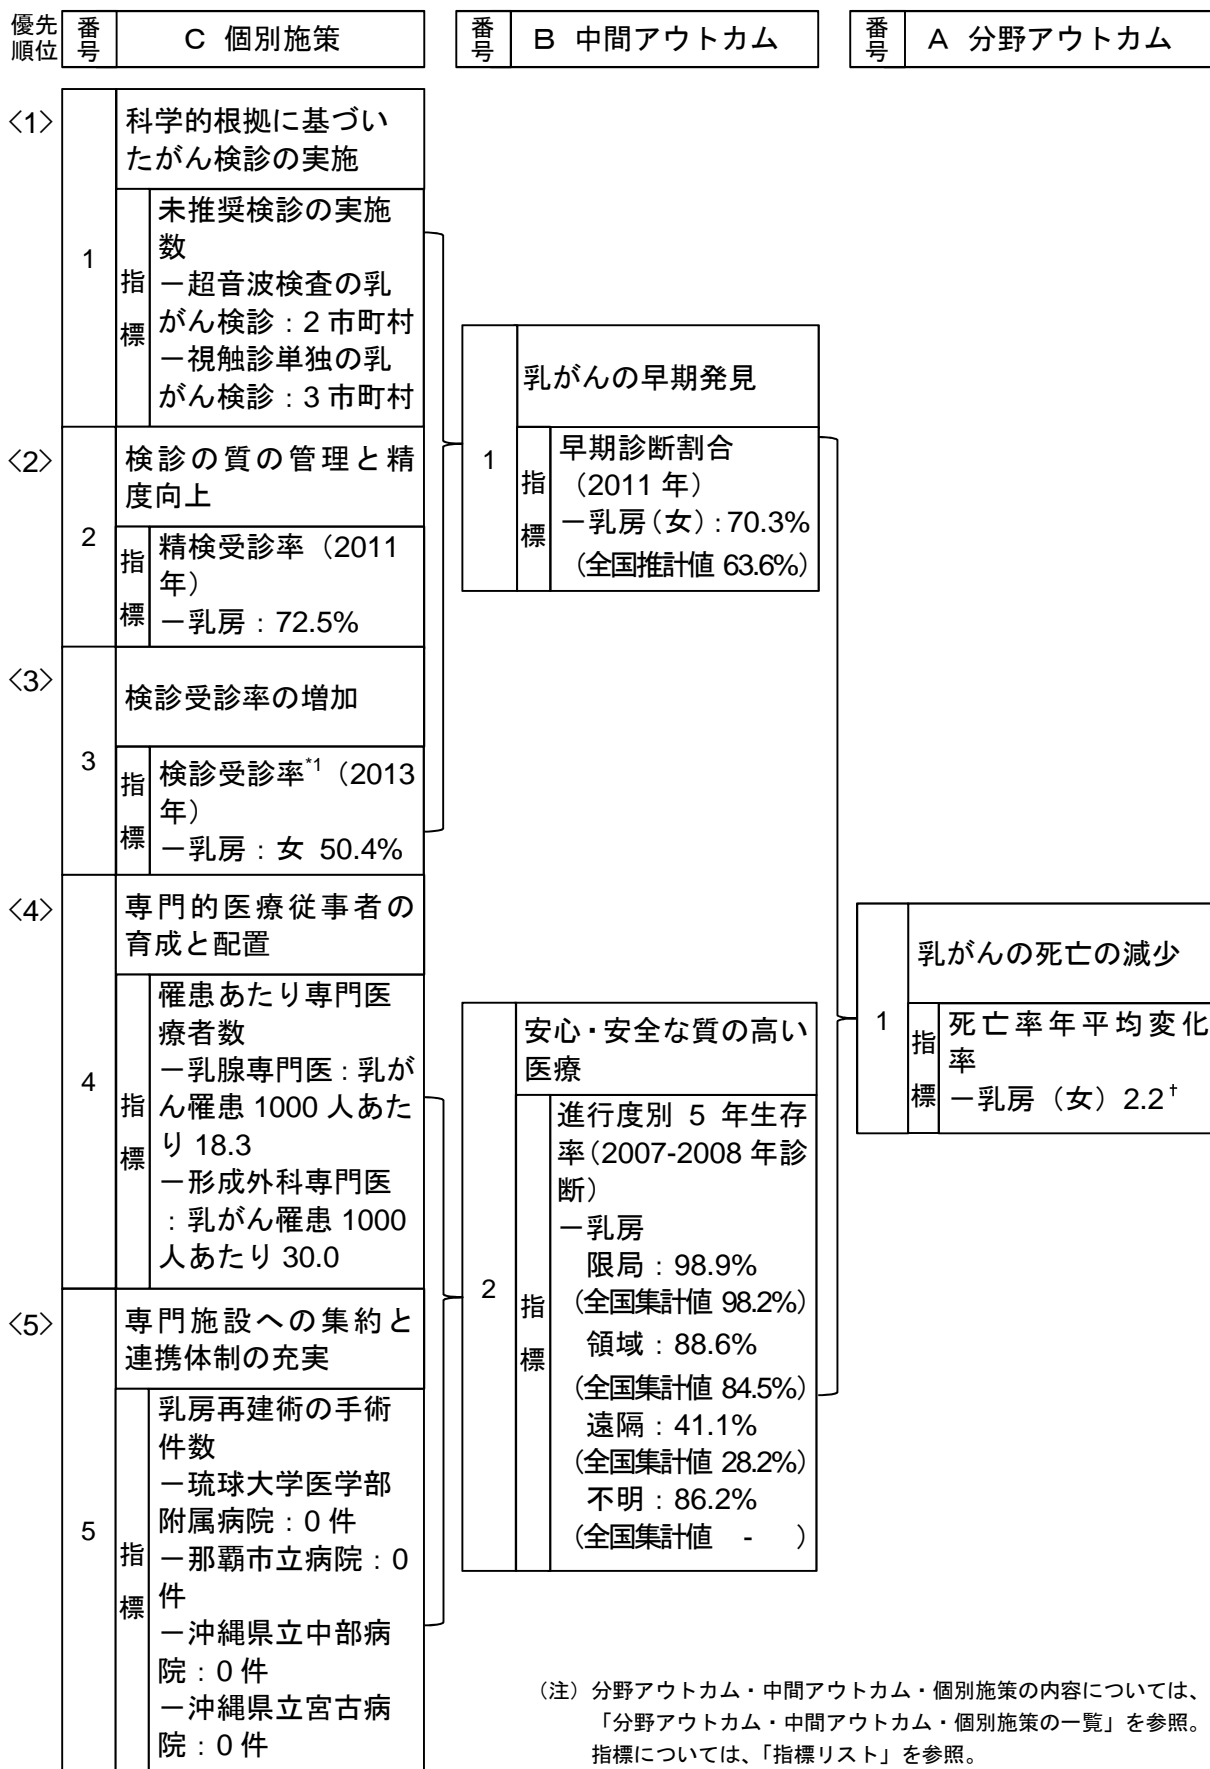 優先
順位
番
号
C 個別施策
番
号
B 中間アウトカム
番
号
A 分野アウトカム
〈1〉
1
科学的根拠に基づい
たがん検診の実施
指
標
未推奨検診の実施
数
－超音波検査の乳
がん検診：2 市町村
－視触診単独の乳
がん検診：3 市町村
〈2〉
2
検診の質の管理と精
度向上
指
標
精検受診率（2011
年）
－乳房：72.5%
〈3〉
3
検診受診率の増加
指
標
検診受診率*1（2013
年）
－乳房：女 50.4%
〈4〉
4
専門的医療従事者の
育成と配置
指
標
罹患あたり専門医
療者数
－乳腺専門医：乳が
ん罹患 1000 人あた
り 18.3
－形成外科専門医
：乳がん罹患 1000
人あたり 30.0
〈5〉
5
専門施設への集約と
連携体制の充実
指
標
乳房再建術の手術
件数
－琉球大学医学部
附属病院：0 件
－那覇市立病院：0
件
－沖縄県立中部病
院：0 件
－沖縄県立宮古病
院：0 件
1
乳がんの早期発見
指
標
早期診断割合
（2011 年）
－乳房（女）：70.3%
（全国推計値 63.6%）
2
安心・安全な質の高い
医療
指
標
進行度別 5 年生存
率（2007-2008 年診
断）
－乳房
限局：98.9%
（全国集計値 98.2%）
領域：88.6%
（全国集計値 84.5%）
遠隔：41.1%
（全国集計値 28.2%）
不明：86.2%
（全国集計値 - ）
1
乳がんの死亡の減少
指
標
死亡率年平均変化
率
－乳房（女）2.2†
（注）分野アウトカム・中間アウトカム・個別施策の内容については、
「分野アウトカム・中間アウトカム・個別施策の一覧」を参照。
指標については、「指標リスト」を参照。